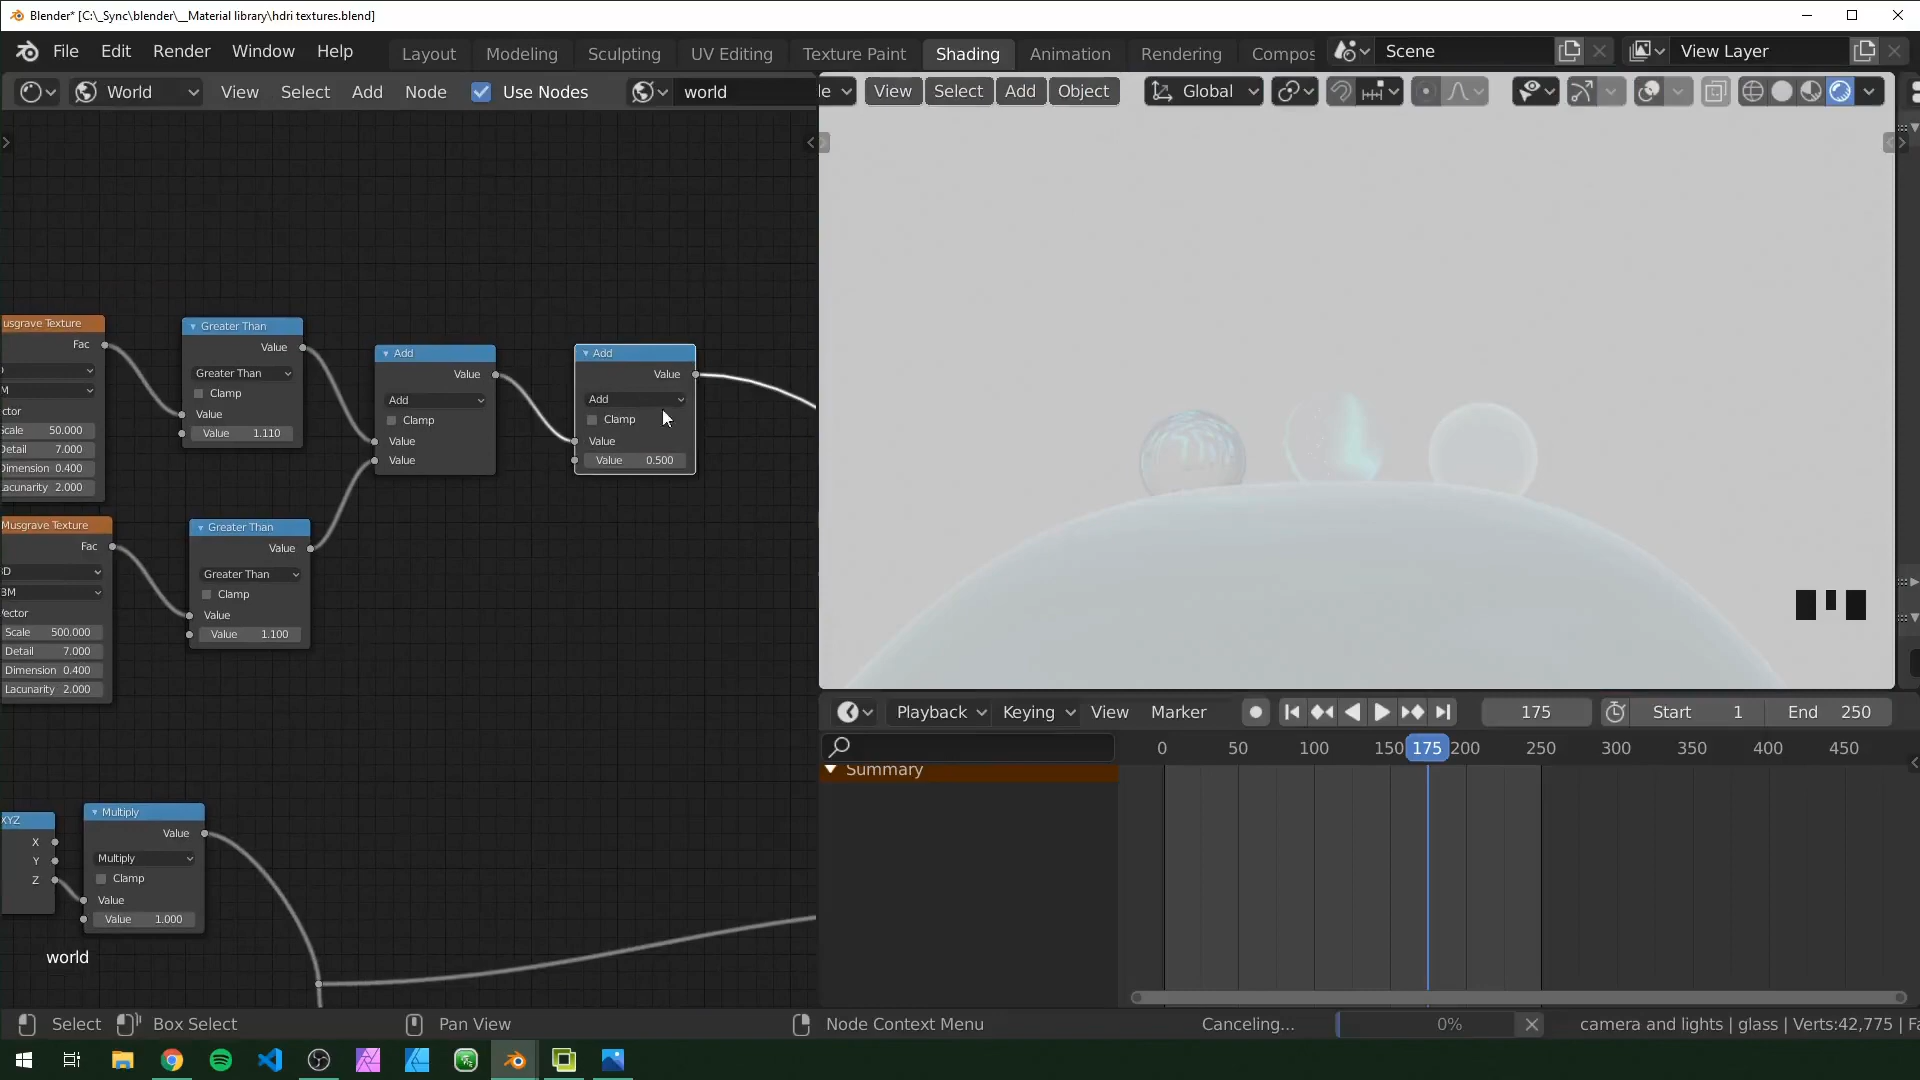 Blender* [C:\_Sync\blender\__Material library\hdri textures.blend]
File Edit Render Window Help Layout Modeling Sculpting UV Editing Texture Paint Shading Animation Rendering Compos Scene View Layer
World View Select Add Node Use Nodes world View Select Add Object Global
usgrave Texture
Fac
Scale 50.000
Detail 7.000
Dimension 0.400
Lacunarity 2.000
Greater Than
Value
Greater Than
Clamp
Value
Value 1.110
Add
Value
Add
Clamp
Value
Value
Add
Value
Add
Clamp
Value
Value 0.500
Musgrave Texture
Fac
3D
Vector
Scale 500.000
Detail 7.000
Dimension 0.400
Lacunarity 2.000
Greater Than
Value
Greater Than
Clamp
Value
Value 1.100
XYZ
X
Y
Z
Multiply
Value
Multiply
Clamp
Value
Value 1.000
world
Playback Keying View Marker 175 Start 1 End 250
0 50 100 150 175 200 250 300 350 400 450
Summary
Select Box Select Pan View Node Context Menu Canceling... 0% camera and lights | glass | Verts:42,775 | Fa